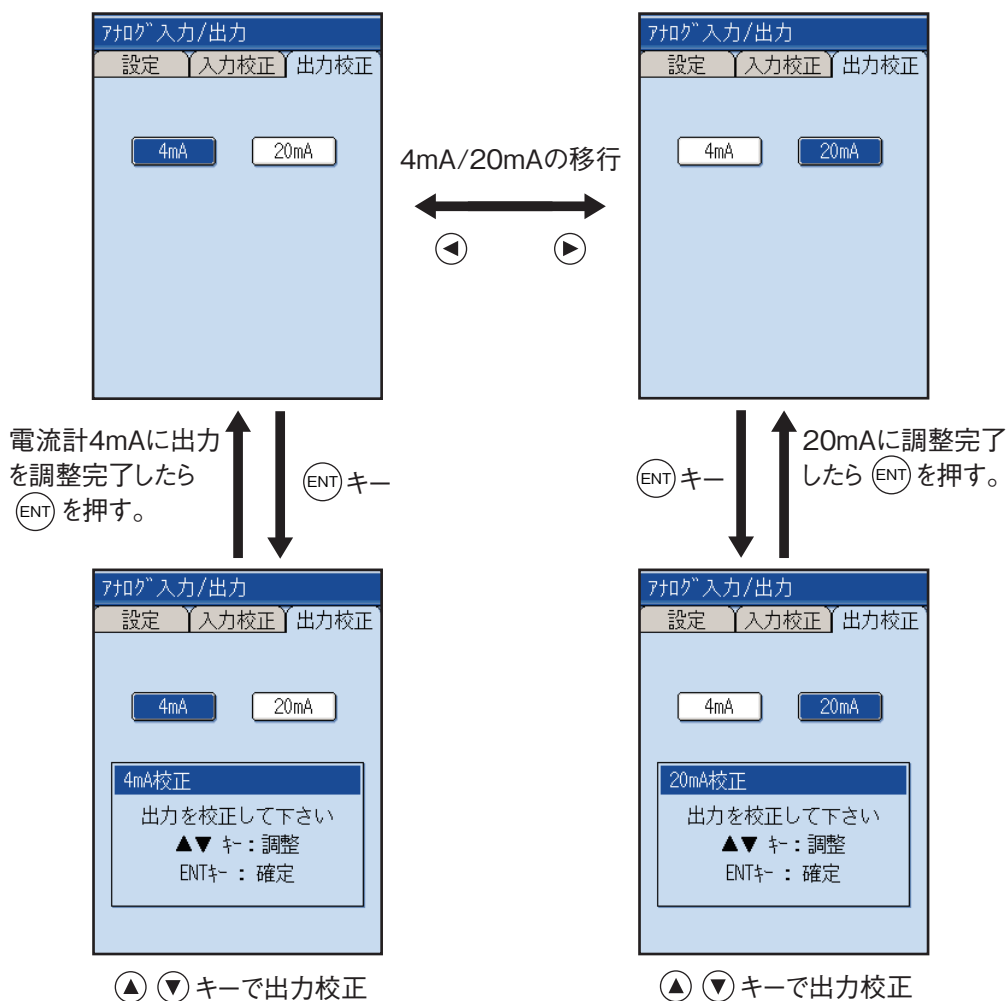 ｱﾅﾛｸﾞ入力/出力
設定 入力校正 出力校正
4mA 20mA
4mA/20mAの移行
◀ ▶
ｱﾅﾛｸﾞ入力/出力
設定 入力校正 出力校正
4mA 20mA
電流計4mAに出力
を調整完了したら
ENT を押す。
ENT キー
ENT キー
20mAに調整完了
したら ENT を押す。
ｱﾅﾛｸﾞ入力/出力
設定 入力校正 出力校正
4mA 20mA
4mA校正
出力を校正して下さい
▲▼ ｷｰ：調整
ENTｷｰ：確定
▲ ▼ キーで出力校正
ｱﾅﾛｸﾞ入力/出力
設定 入力校正 出力校正
4mA 20mA
20mA校正
出力を校正して下さい
▲▼ ｷｰ：調整
ENTｷｰ：確定
▲ ▼ キーで出力校正